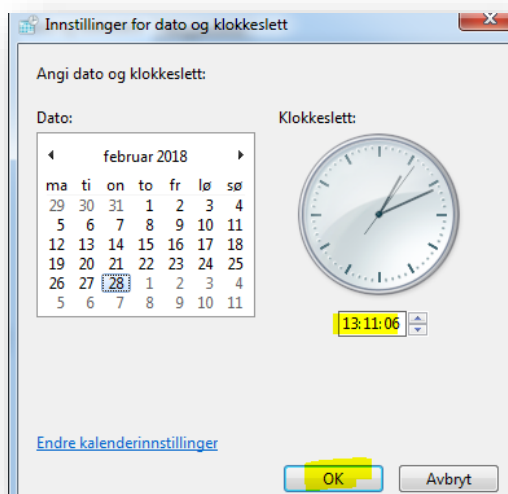 Innstillinger for dato og klokkeslett
Angi dato og klokkeslett:
Dato:
februar 2018
ma ti on to fr lø sø
29 30 31 1 2 3 4
5 6 7 8 9 10 11
12 13 14 15 16 17 18
19 20 21 22 23 24 25
26 27 28 1 2 3 4
5 6 7 8 9 10 11
Klokkeslett:
13:11:06
Endre kalenderinnstillinger
OK Avbryt